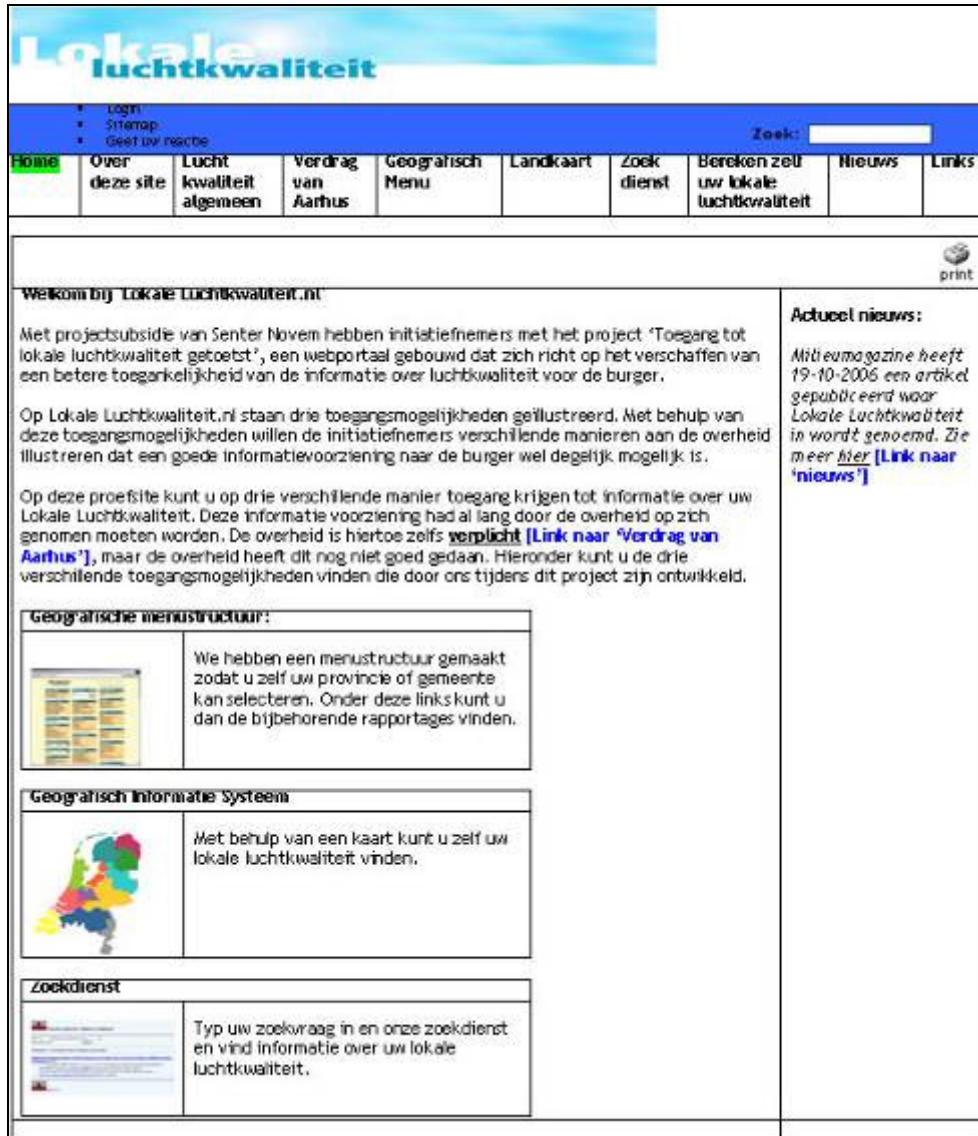 Lokale
luchtkwaliteit
Login
Sitemap
Geef uw reactie
Zoek:
Home
Over
deze site
Lucht
kwaliteit
algemeen
Verdrag
van
Aarhus
Geografisch
Menu
Landkaart
Zoek
dienst
Bereken zelf
uw lokale
luchtkwaliteit
Nieuws
Links
print
Welkom bij 'Lokale Luchtkwaliteit.nl'
Met projectsubsidie van Senter Novem hebben initiatiefnemers met het project ‘Toegang tot
lokale luchtkwaliteit getoetst’, een webportaal gebouwd dat zich richt op het verschaffen van
een betere toegankelijkheid van de informatie over luchtkwaliteit voor de burger.
Op Lokale Luchtkwaliteit.nl staan drie toegangsmogelijkheden geïllustreerd. Met behulp van
deze toegangsmogelijkheden willen de initiatiefnemers verschillende manieren aan de overheid
illustreren dat een goede informatievoorziening naar de burger wel degelijk mogelijk is.
Op deze proefsite kunt u op drie verschillende manier toegang krijgen tot informatie over uw
Lokale Luchtkwaliteit. Deze informatie voorziening had al lang door de overheid op zich
genomen moeten worden. De overheid is hiertoe zelfs verplicht [Link naar ‘Verdrag van
Aarhus’], maar de overheid heeft dit nog niet goed gedaan. Hieronder kunt u de drie
verschillende toegangsmogelijkheden vinden die door ons tijdens dit project zijn ontwikkeld.
Geografische menustructuur:
We hebben een menustructuur gemaakt
zodat u zelf uw provincie of gemeente
kan selecteren. Onder deze links kunt u
dan de bijbehorende rapportages vinden.
Geografisch Informatie Systeem
Met behulp van een kaart kunt u zelf uw
lokale luchtkwaliteit vinden.
Zoekdienst
Typ uw zoekvraag in en onze zoekdienst
en vind informatie over uw lokale
luchtkwaliteit.
Actueel nieuws:
Milieumagazine heeft
19-10-2006 een artikel
gepubliceerd waar
Lokale Luchtkwaliteit
in wordt genoemd. Zie
meer hier [Link naar
‘nieuws’]